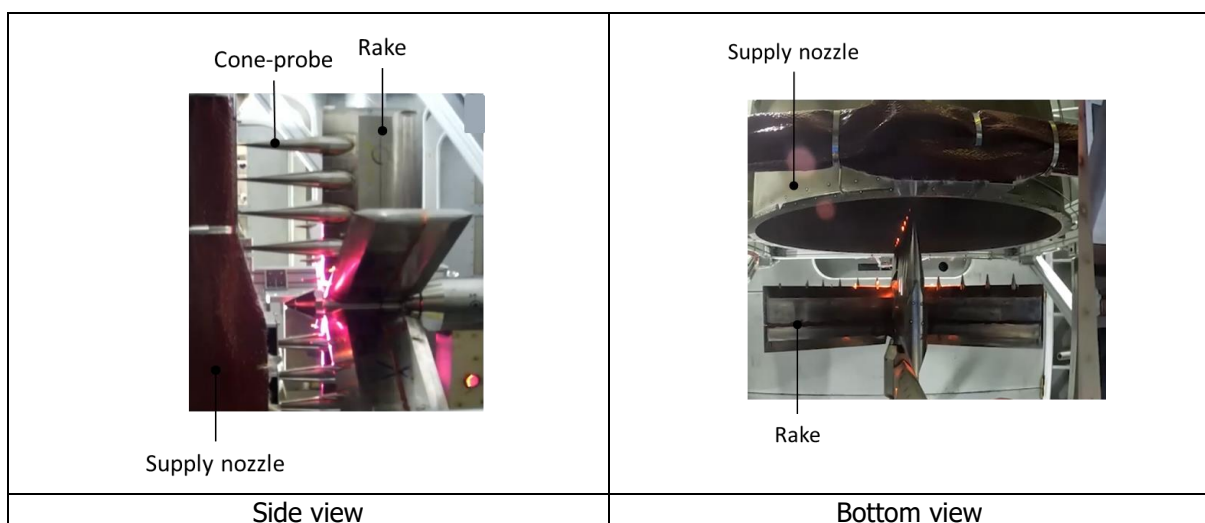 Cone-probe
Rake
Supply nozzle
Side view
Supply nozzle
Rake
Bottom view